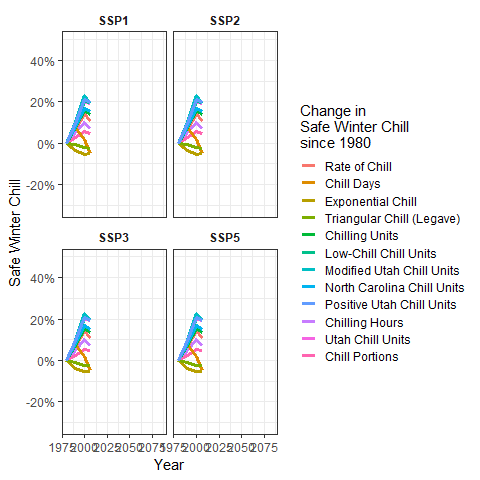 SSP1
SSP2
40%
20%
0%
-20%
SSP3
SSP5
40%
20%
0%
-20%
1975 2000 2025 2050 2075
1975 2000 2025 2050 2075
Year
Safe Winter Chill
Change in
Safe Winter Chill
since 1980
Rate of Chill
Chill Days
Exponential Chill
Triangular Chill (Legave)
Chilling Units
Low-Chill Chill Units
Modified Utah Chill Units
North Carolina Chill Units
Positive Utah Chill Units
Chilling Hours
Utah Chill Units
Chill Portions